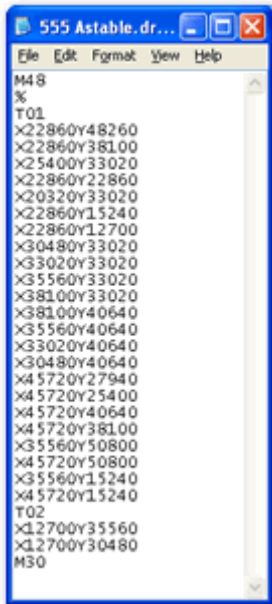 555 Astable.dr...
File Edit Format View Help
M48
%
T01
X22860Y48260
X22860Y38100
X25400Y33020
X22860Y22860
X20320Y33020
X22860Y15240
X22860Y12700
X30480Y33020
X33020Y33020
X35560Y33020
X38100Y33020
X38100Y40640
X35560Y40640
X33020Y40640
X30480Y40640
X45720Y27940
X45720Y25400
X45720Y40640
X45720Y38100
X35560Y50800
X45720Y50800
X35560Y15240
X45720Y15240
T02
X12700Y35560
X12700Y30480
M30